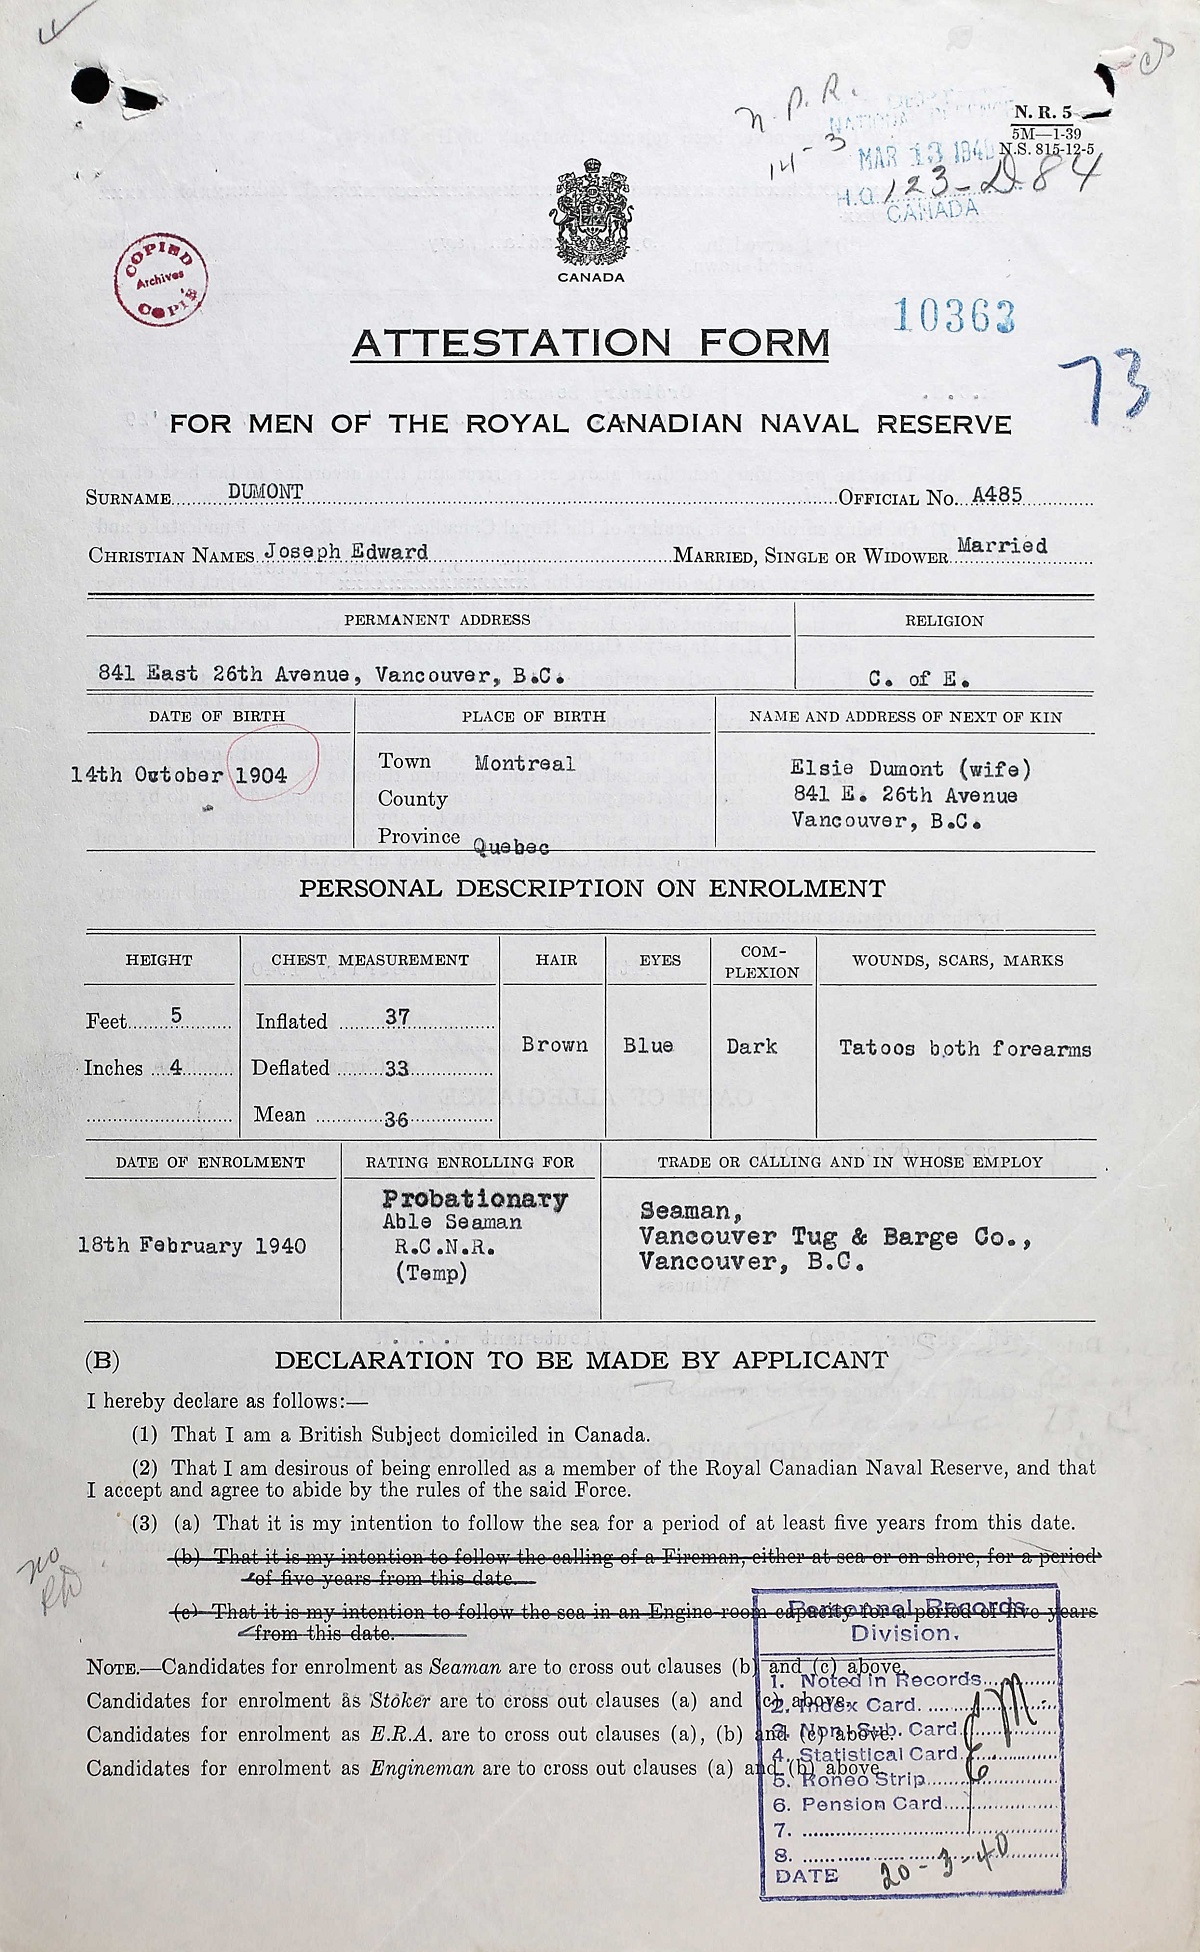 N. P. R.
14-3
NATIONAL DEFENCE
MAR 13 1940
H.Q. 123-D84
CANADA
N. R. 5
5M—1-39
N.S. 815-12-5
COPIED
Archives
COPIÉ
CANADA
10363
ATTESTATION FORM
73
FOR MEN OF THE ROYAL CANADIAN NAVAL RESERVE
SURNAME DUMONT OFFICIAL NO. A485
CHRISTIAN NAMES Joseph Edward MARRIED, SINGLE OR WIDOWER Married
PERMANENT ADDRESS RELIGION
841 East 26th Avenue, Vancouver, B.C. C. of E.
DATE OF BIRTH PLACE OF BIRTH NAME AND ADDRESS OF NEXT OF KIN
14th October 1904
Town Montreal
County
Province Quebec
Elsie Dumont (wife)
841 E. 26th Avenue
Vancouver, B.C.
PERSONAL DESCRIPTION ON ENROLMENT
HEIGHT CHEST MEASUREMENT HAIR EYES COM-PLEXION WOUNDS, SCARS, MARKS
Feet 5 Inflated 37
Brown Blue Dark Tatoos both forearms
Inches 4 Deflated 33
Mean 36
DATE OF ENROLMENT RATING ENROLLING FOR TRADE OR CALLING AND IN WHOSE EMPLOY
18th February 1940
Probationary
Able Seaman
R.C.N.R.
(Temp)
Seaman,
Vancouver Tug & Barge Co.,
Vancouver, B.C.
(B) DECLARATION TO BE MADE BY APPLICANT
I hereby declare as follows:—
(1) That I am a British Subject domiciled in Canada.
(2) That I am desirous of being enrolled as a member of the Royal Canadian Naval Reserve, and that
I accept and agree to abide by the rules of the said Force.
(3) (a) That it is my intention to follow the sea for a period of at least five years from this date.
(b) That it is my intention to follow the calling of a Fireman, either at sea or on shore, for a period
of five years from this date.
(c) That it is my intention to follow the sea in an Engine-room capacity for a period of five years
from this date.
NOTE.—Candidates for enrolment as Seaman are to cross out clauses (b) and (c) above.
Candidates for enrolment as Stoker are to cross out clauses (a) and (c) above.
Candidates for enrolment as E.R.A. are to cross out clauses (a), (b) and (c) above.
Candidates for enrolment as Engineman are to cross out clauses (a) and (b) above.
Personnel Records
Division.
1. Noted in Records
2. Index Card.
3. Non. Sub. Card
4. Statistical Card.
5. Roneo Strip
6. Pension Card
7.
8.
DATE 20-3-40